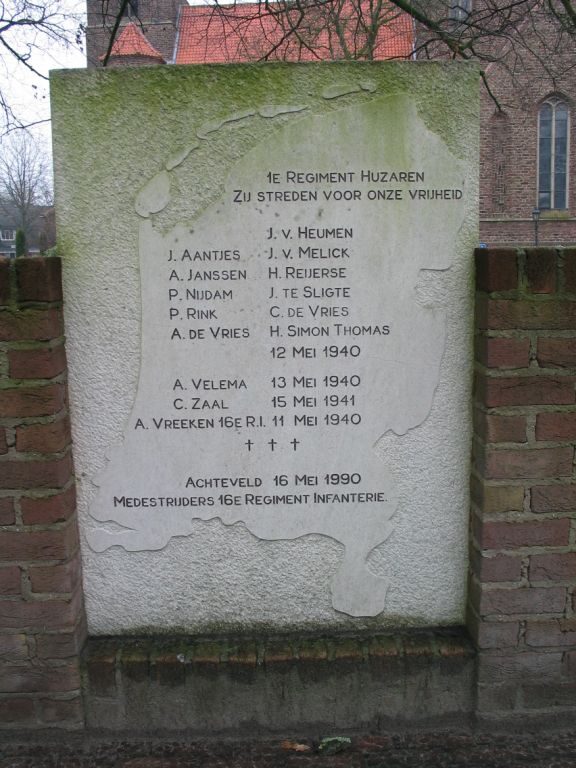 1E REGIMENT HUZAREN
ZIJ STREDEN VOOR ONZE VRIJHEID
J. V. HEUMEN
J. AANTJES J. V. MELICK
A. JANSSEN H. REIJERSE
P. NIJDAM J. TE SLIGTE
P. RINK C. DE VRIES
A. DE VRIES H. SIMON THOMAS
12 MEI 1940
A. VELEMA 13 MEI 1940
C. ZAAL 15 MEI 1941
A. VREEKEN 16E R.I. 11 MEI 1940
† † †
ACHTEVELD 16 MEI 1990
MEDESTRIJDERS 16E REGIMENT INFANTERIE.